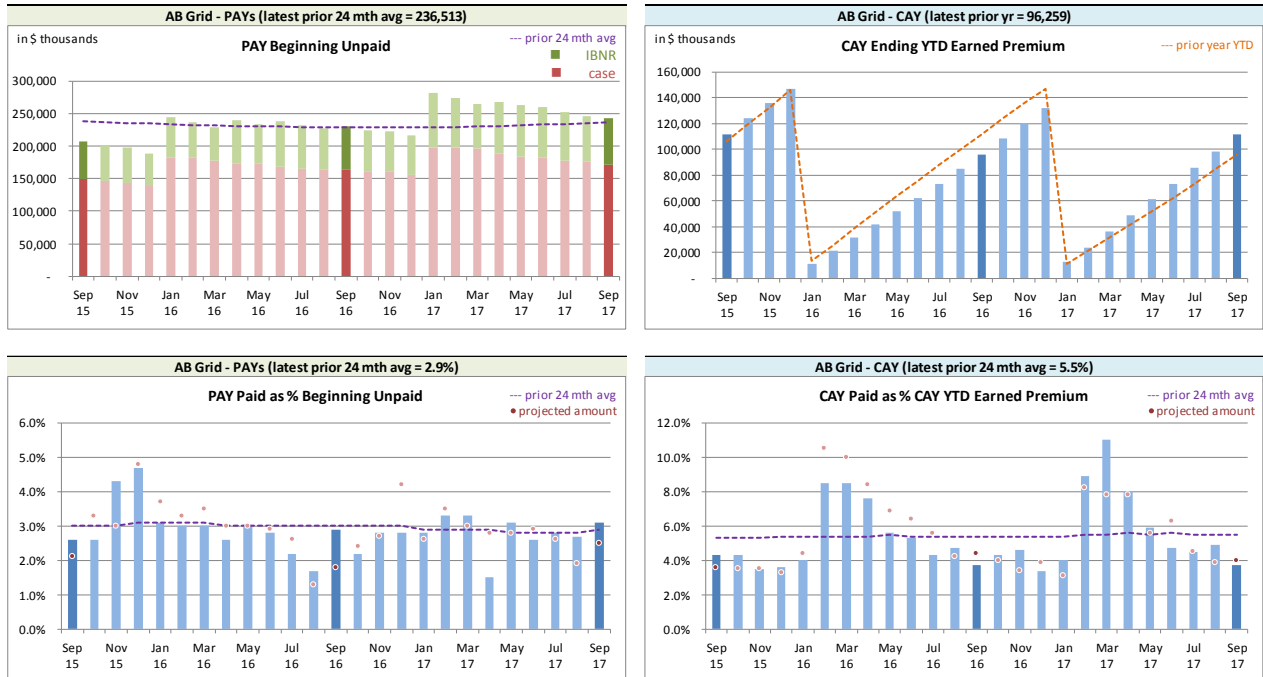 AB Grid - PAYs (latest prior 24 mth avg = 236,513)
in $ thousands
PAY Beginning Unpaid
--- prior 24 mth avg
IBNR
case
300,000
250,000
200,000
150,000
100,000
50,000
-
Sep Nov Jan Mar May Jul Sep Nov Jan Mar May Jul Sep
15 15 16 16 16 16 16 16 17 17 17 17 17
AB Grid - CAY (latest prior yr = 96,259)
in $ thousands
CAY Ending YTD Earned Premium
--- prior year YTD
160,000
140,000
120,000
100,000
80,000
60,000
40,000
20,000
-
Sep Nov Jan Mar May Jul Sep Nov Jan Mar May Jul Sep
15 15 16 16 16 16 16 16 17 17 17 17 17
AB Grid - PAYs (latest prior 24 mth avg = 2.9%)
PAY Paid as % Beginning Unpaid
--- prior 24 mth avg
projected amount
6.0%
5.0%
4.0%
3.0%
2.0%
1.0%
0.0%
Sep Nov Jan Mar May Jul Sep Nov Jan Mar May Jul Sep
15 15 16 16 16 16 16 16 17 17 17 17 17
AB Grid - CAY (latest prior 24 mth avg = 5.5%)
CAY Paid as % CAY YTD Earned Premium
--- prior 24 mth avg
projected amount
12.0%
10.0%
8.0%
6.0%
4.0%
2.0%
0.0%
Sep Nov Jan Mar May Jul Sep Nov Jan Mar May Jul Sep
15 15 16 16 16 16 16 16 17 17 17 17 17